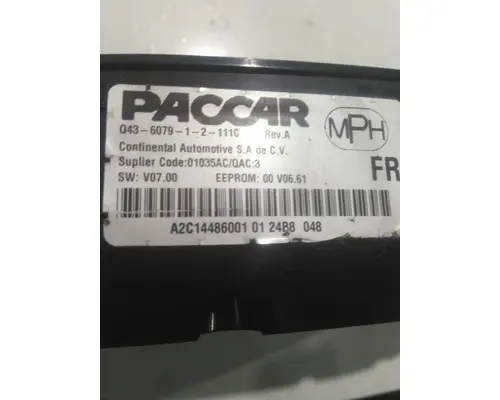 PACCAR
Q43-6079-1-2-111C Rev.A
MPH
Continental Automotive S.A de C.V.
Suplier Code:01035AC/QAC:3
FR
SW: V07.00 EEPROM: 00 V06.61
A2C14486001 01 24B8 048